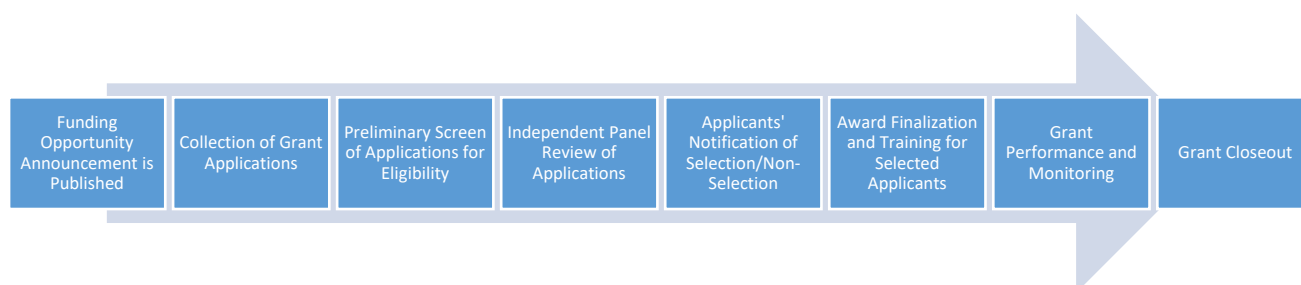 Funding
Opportunity
Announcement is
Published
Collection of Grant
Applications
Preliminary Screen
of Applications for
Eligibility
Independent Panel
Review of
Applications
Applicants'
Notification of
Selection/Non-
Selection
Award Finalization
and Training for
Selected
Applicants
Grant
Performance and
Monitoring
Grant Closeout